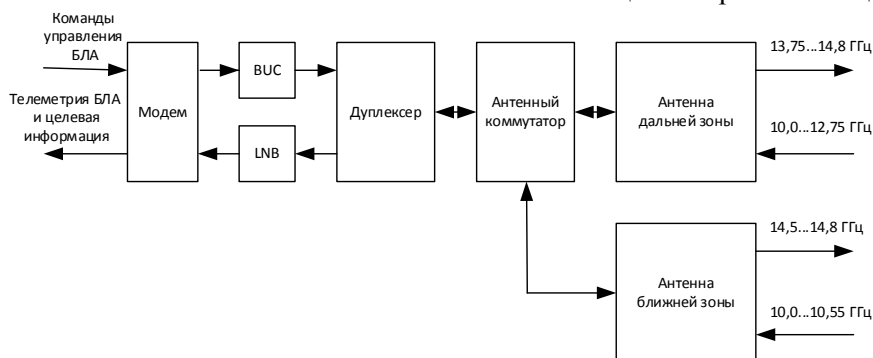 Команды
управления
БЛА
Телеметрия БЛА
и целевая
информация
Модем
BUC
LNB
Дуплексер
Антенный
коммутатор
Антенна
дальней зоны
13,75...14,8 ГГц
10,0...12,75 ГГц
Антенна
ближней зоны
14,5...14,8 ГГц
10,0...10,55 ГГц